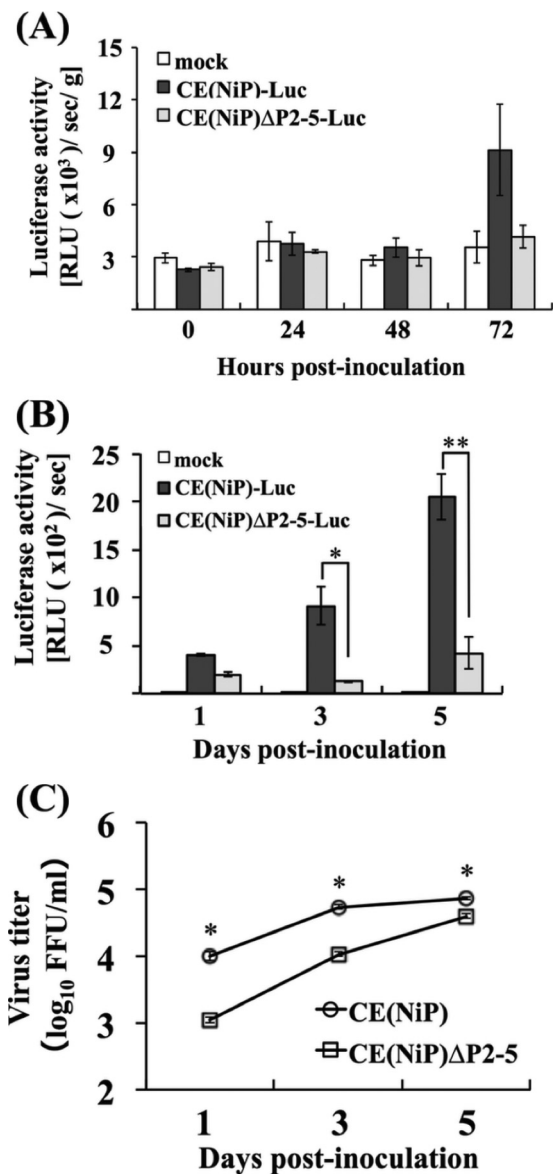 (A)
Luciferase activity
[RLU ( x10³)/ sec/ g]
15
12
9
6
3
mock
CE(NiP)-Luc
CE(NiP)ΔP2-5-Luc
0 24 48 72
Hours post-inoculation
(B)
Luciferase activity
[RLU ( x10²)/ sec]
25
20
15
10
5
mock
CE(NiP)-Luc
CE(NiP)ΔP2-5-Luc
*
**
1 3 5
Days post-inoculation
(C)
Virus titer
(log₁₀ FFU/ml)
6
5
4
3
2
* * *
CE(NiP)
CE(NiP)ΔP2-5
1 3 5
Days post-inoculation